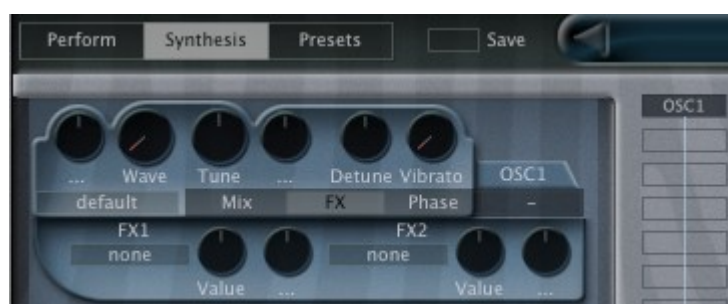 Perform Synthesis Presets Save
OSC1
... Wave Tune ... Detune Vibrato OSC1
default Mix FX Phase –
FX1 FX2
none none
Value ... Value ...